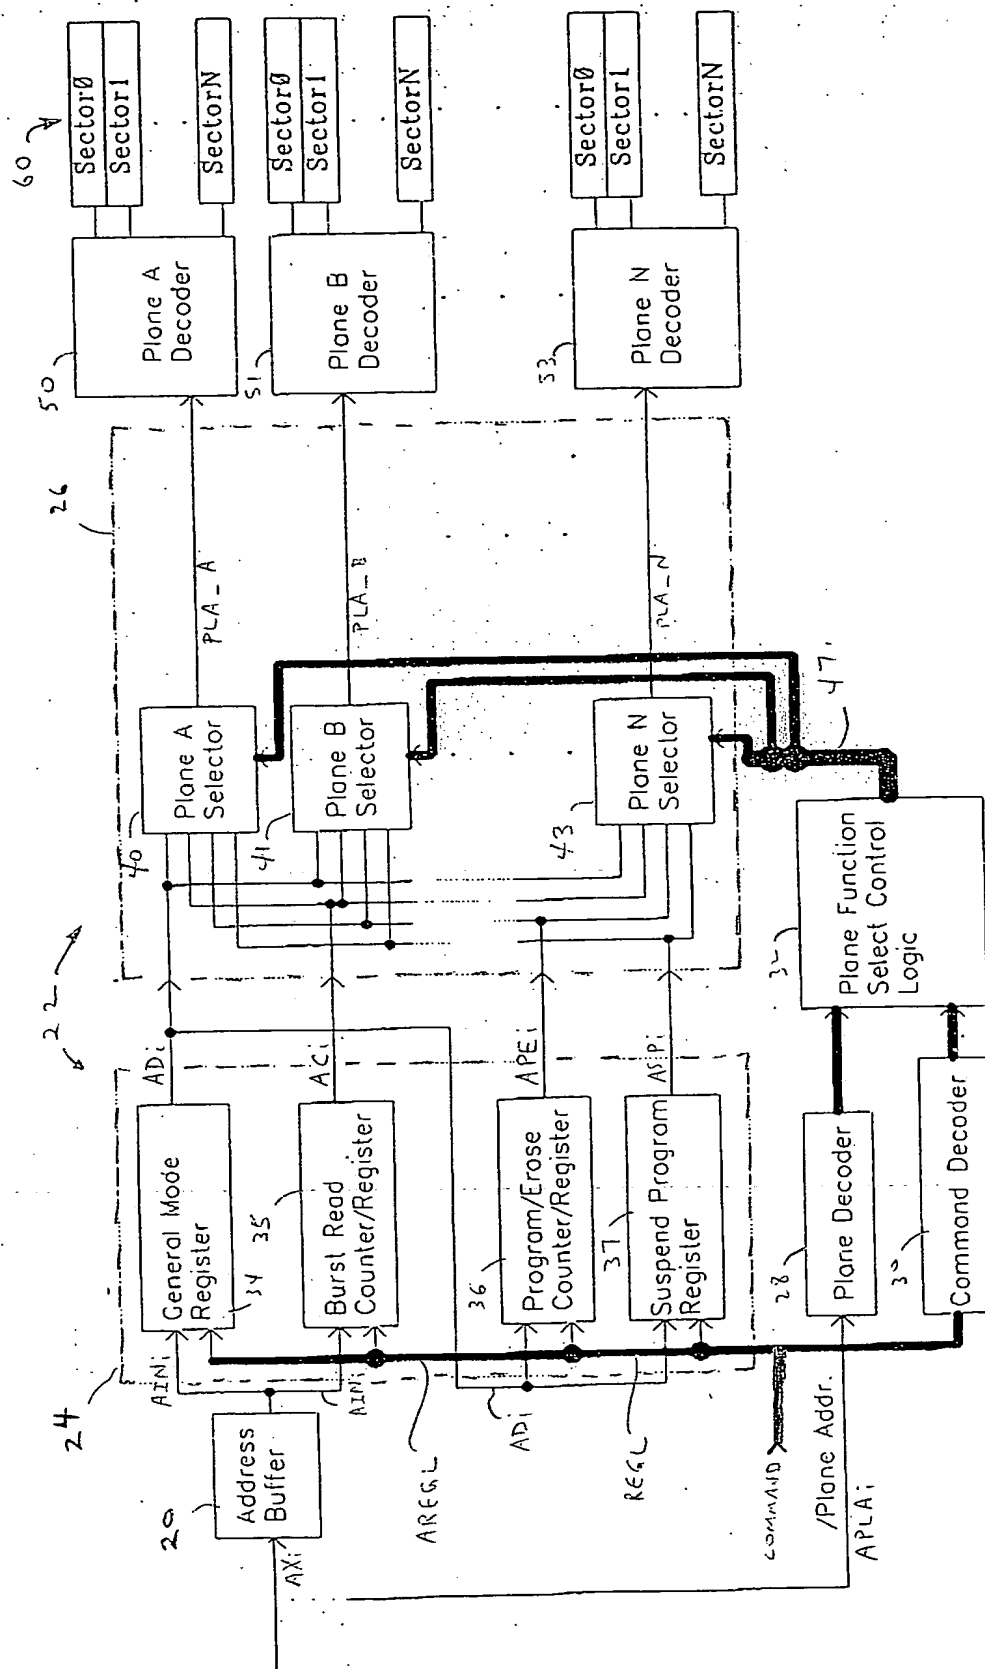 AXi
20
Address
Buffer
AINi
AINi
24
22
General Mode
Register
34
ADi
Burst Read
Counter/Register
35
ACi
Program/Erase
Counter/Register
36
APEi
Suspend Program
Register
37
ASPi
AREGL
ADi
REGL
COMMAND
/Plane Addr.
APLAi
Plane Decoder
28
Command Decoder
30
Plane Function
Select Control
Logic
32
47
26
Plane A
Selector
40
PLA_A
Plane B
Selector
41
PLA_B
Plane N
Selector
43
PLA_N
Plane A
Decoder
50
Plane B
Decoder
51
Plane N
Decoder
53
60
Sector0
Sector1
SectorN
Sector0
Sector1
SectorN
Sector0
Sector1
SectorN